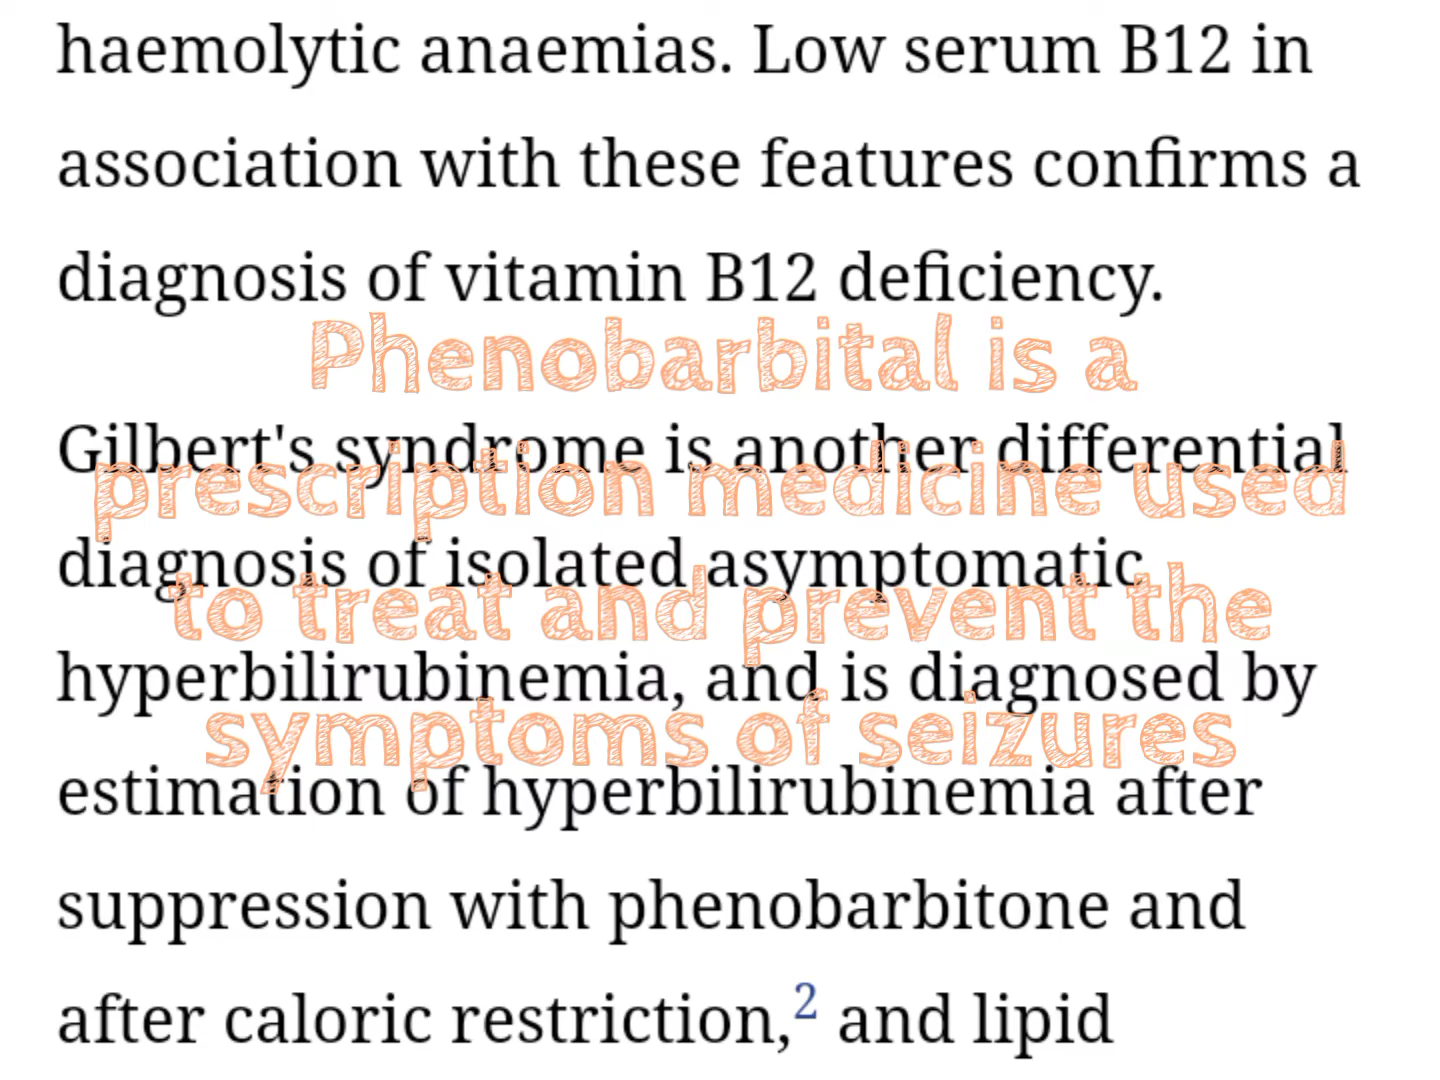 haemolytic anaemias. Low serum B12 in
association with these features confirms a
diagnosis of vitamin B12 deficiency.
Phenobarbital is a
Gilbert's syndrome is another differential
prescription medicine used
diagnosis of isolated asymptomatic
to treat and prevent the
hyperbilirubinemia, and is diagnosed by
symptoms of seizures
estimation of hyperbilirubinemia after
suppression with phenobarbitone and
after caloric restriction,2 and lipid